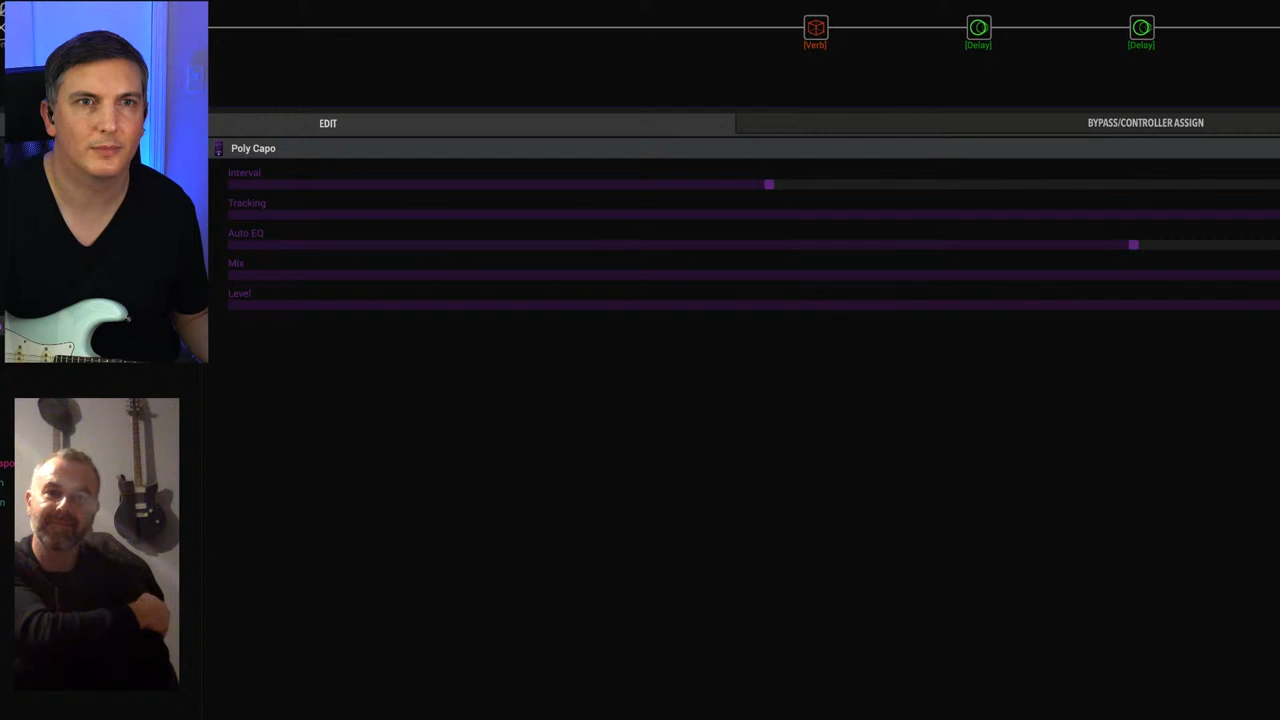 [Verb]
[Delay]
[Delay]
EDIT
BYPASS/CONTROLLER ASSIGN
Poly Capo
Interval
Tracking
Auto EQ
Mix
Level